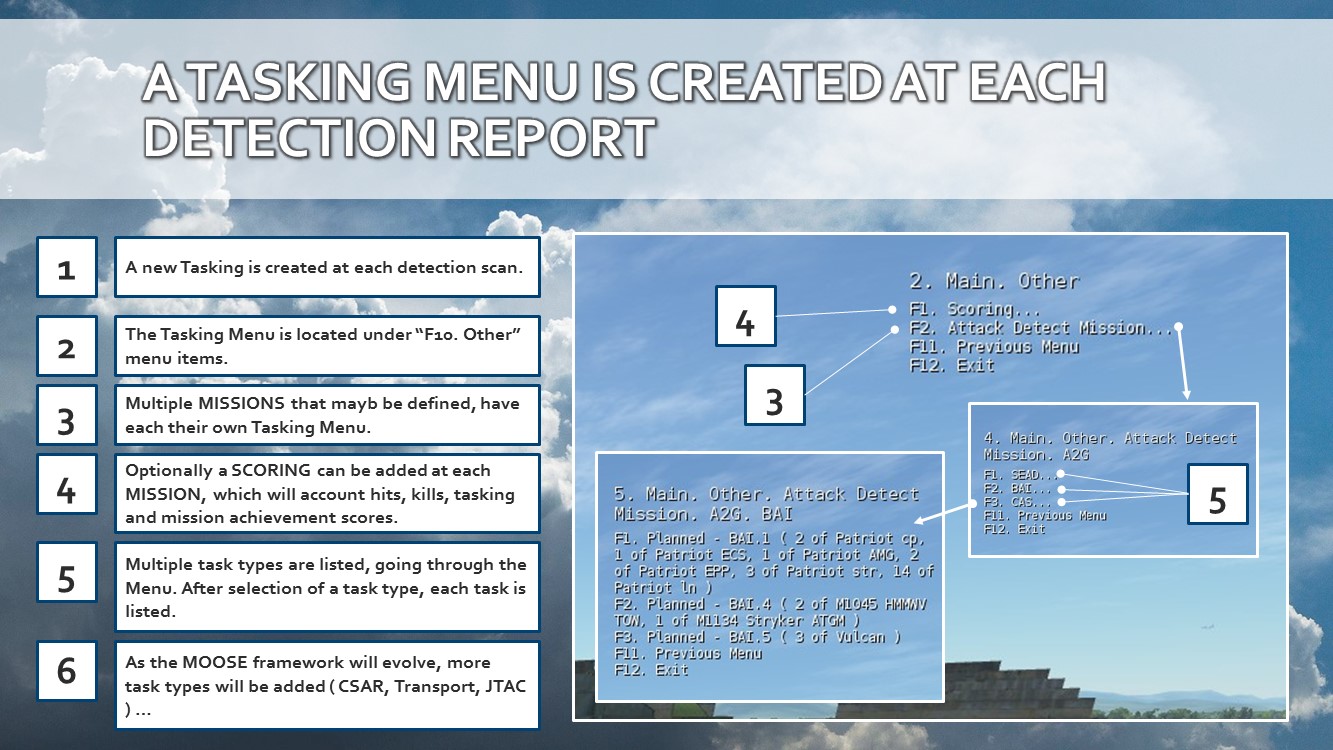 A TASKING MENU IS CREATED AT EACH
DETECTION REPORT
1
A new Tasking is created at each detection scan.
2
The Tasking Menu is located under “F10. Other”
menu items.
3
Multiple MISSIONS that mayb be defined, have
each their own Tasking Menu.
4
Optionally a SCORING can be added at each
MISSION, which will account hits, kills, tasking
and mission achievement scores.
5
Multiple task types are listed, going through the
Menu. After selection of a task type, each task is
listed.
6
As the MOOSE framework will evolve, more
task types will be added ( CSAR, Transport, JTAC
) ...
4
3
2. Main. Other
F1. Scoring...
F2. Attack Detect Mission...
F11. Previous Menu
F12. Exit
4. Main. Other. Attack Detect
Mission. A2G
F1. SEAD...
F2. BAI...
F3. CAS...
F11. Previous Menu
F12. Exit
5
5. Main. Other. Attack Detect
Mission. A2G. BAI
F1. Planned - BAI.1 ( 2 of Patriot cp,
1 of Patriot ECS, 1 of Patriot AMG, 2
of Patriot EPP, 3 of Patriot str, 14 of
Patriot ln )
F2. Planned - BAI.4 ( 2 of M1045 HMMWV
TOW, 1 of M1134 Stryker ATGM )
F3. Planned - BAI.5 ( 3 of Vulcan )
F11. Previous Menu
F12. Exit